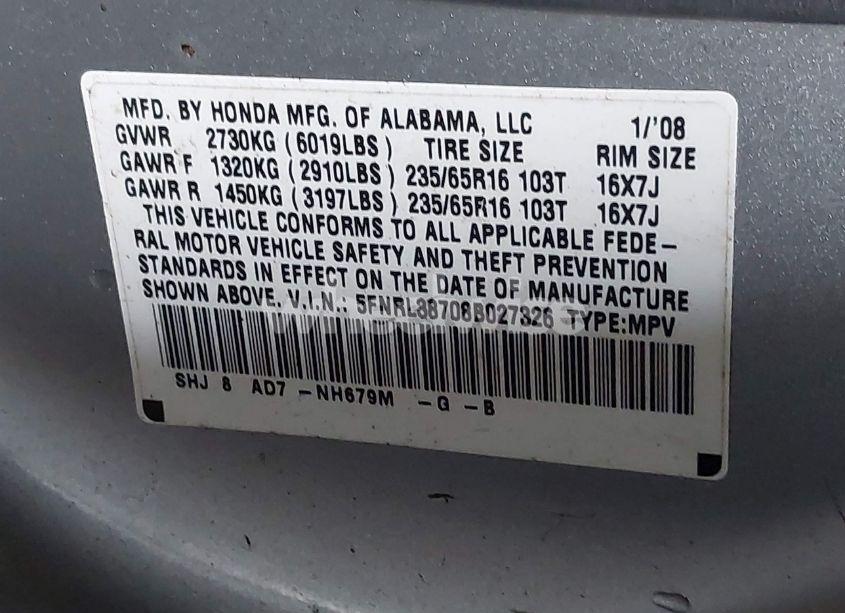 MFD. BY HONDA MFG. OF ALABAMA, LLC 1/'08
GVWR 2730KG (6019LBS) TIRE SIZE RIM SIZE
GAWR F 1320KG (2910LBS) 235/65R16 103T 16X7J
GAWR R 1450KG (3197LBS) 235/65R16 103T 16X7J
THIS VEHICLE CONFORMS TO ALL APPLICABLE FEDE-
RAL MOTOR VEHICLE SAFETY AND THEFT PREVENTION
STANDARDS IN EFFECT ON THE DATE OF MANUFACTURE
SHOWN ABOVE. V.I.N.: 5FNRL38708B027326 TYPE:MPV
SHJ 8 AD7 -NH679M -G -B